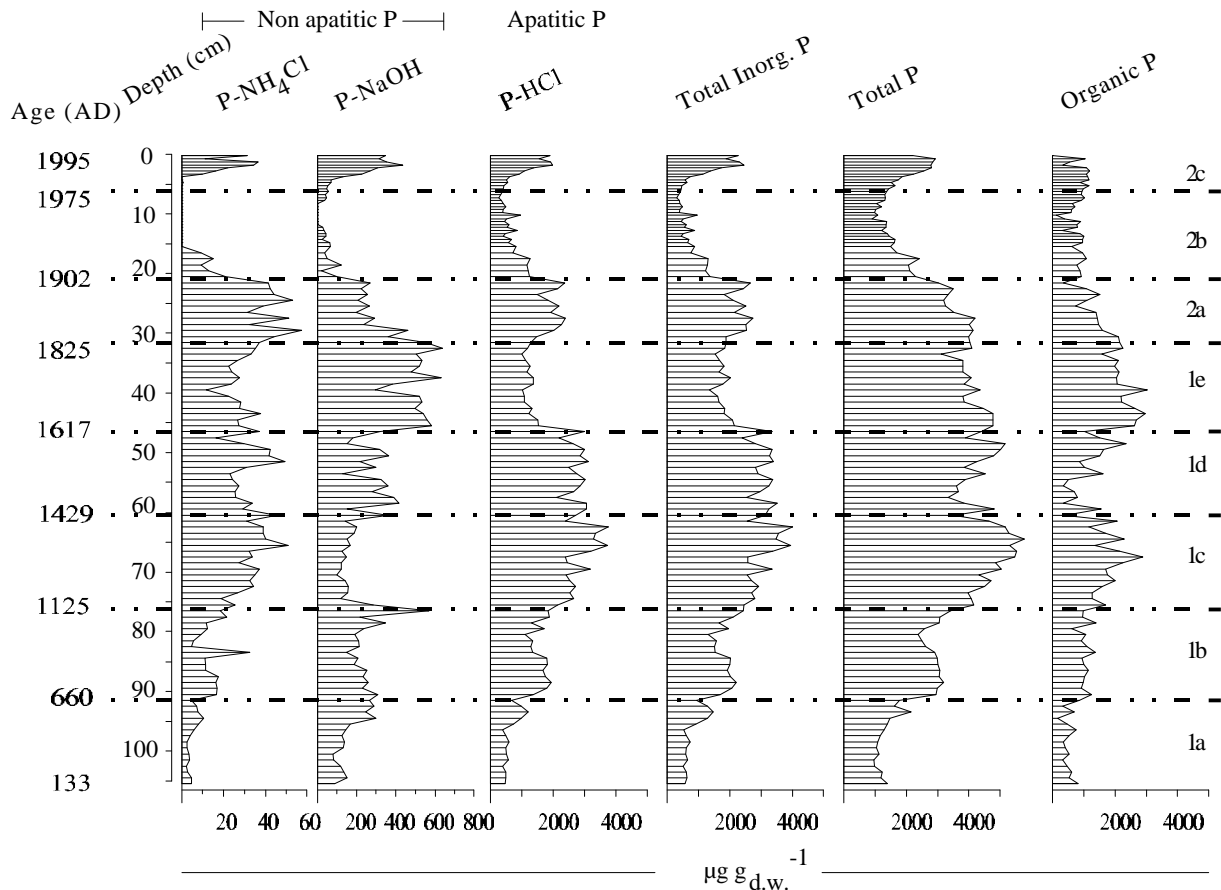 Non apatitic P Apatitic P
Age (AD) Depth (cm) P-NH4Cl P-NaOH P-HCl Total Inorg. P Total P Organic P
1995 0 2c
1975
10 2b
1902 20
2a
30
1825
40 1e
1617
50 1d
1429 60
1c
70
1125
80
1b
660 90
100 1a
133
20 40 60 200 400 600 800 2000 4000 2000 4000 2000 4000 2000 4000
µg g d.w. -1